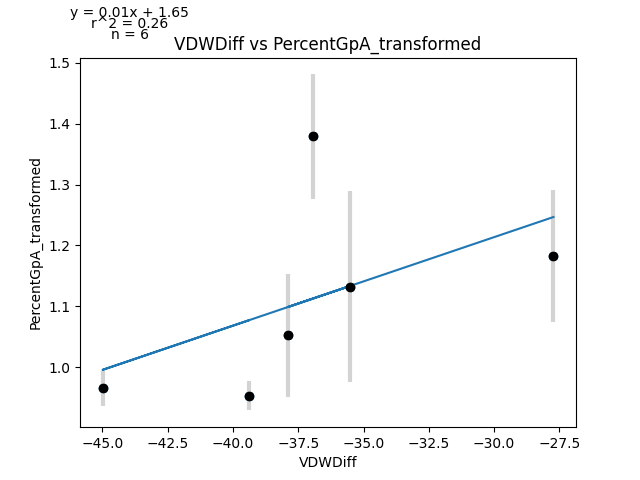 y = 0.01x + 1.65
r^2 = 0.26
n = 6
VDWDiff vs PercentGpA_transformed
1.5
1.4
1.3
1.2
1.1
1.0
PercentGpA_transformed
−45.0 −42.5 −40.0 −37.5 −35.0 −32.5 −30.0 −27.5
VDWDiff